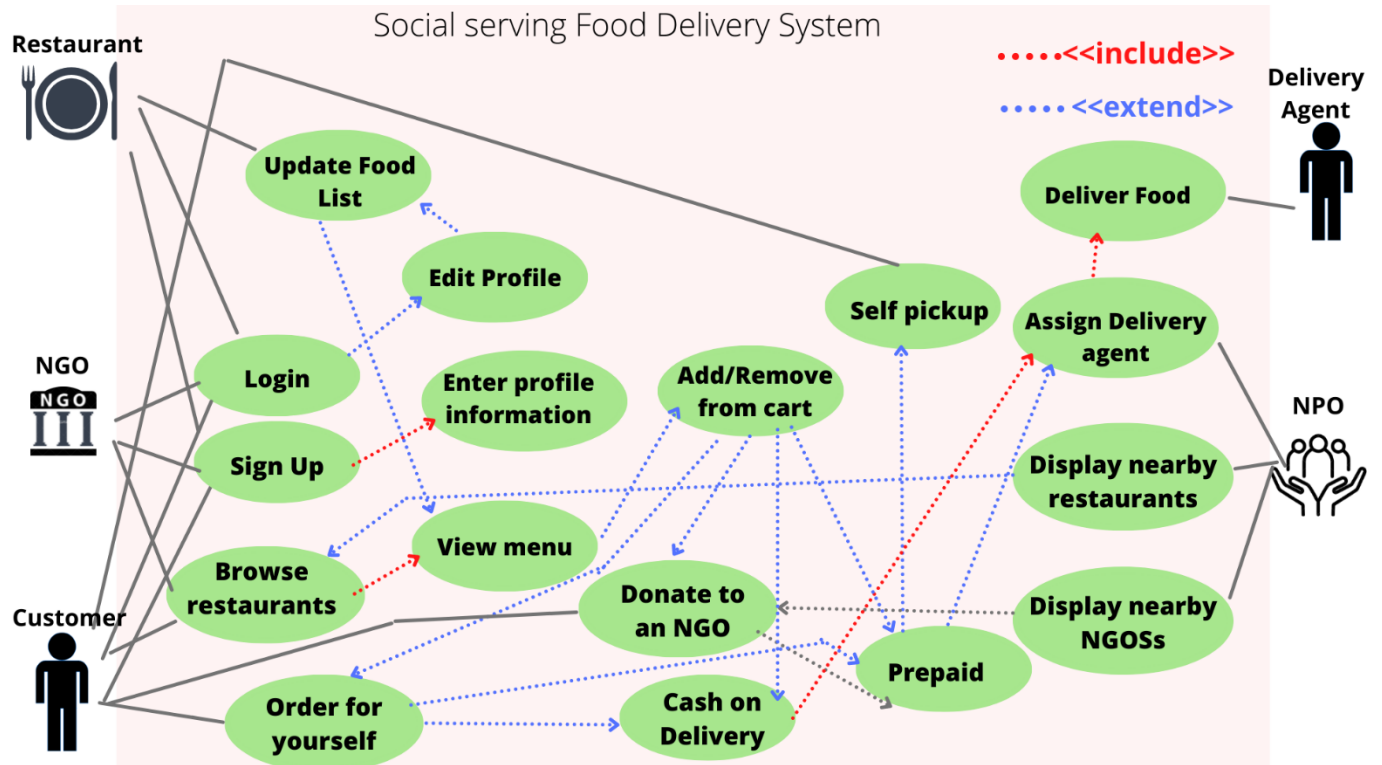 Social serving Food Delivery System
Restaurant
<<include>>
Delivery
Agent
<<extend>>
Update Food
List
Deliver Food
Edit Profile
Self pickup
Assign Delivery
agent
NGO
NGO
Login
Enter profile
information
Add/Remove
from cart
NPO
Sign Up
Display nearby
restaurants
View menu
Browse
restaurants
Donate to
an NGO
Display nearby
NGOSs
Customer
Prepaid
Order for
yourself
Cash on
Delivery